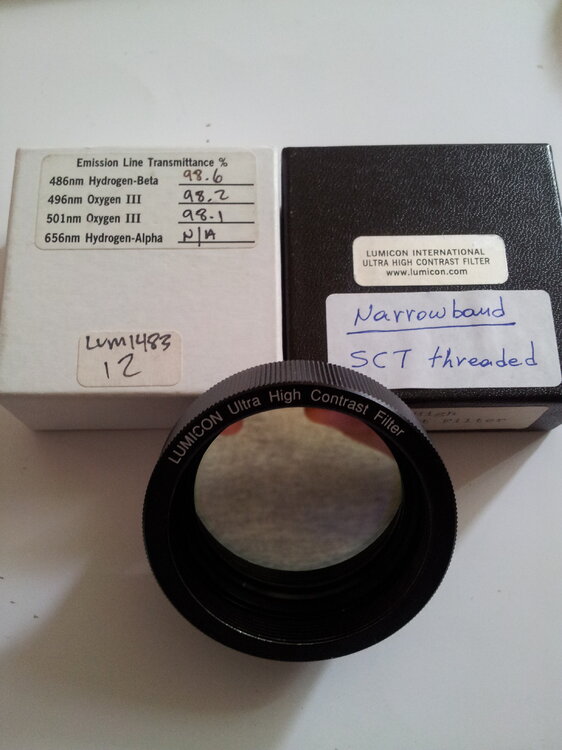 Emission Line Transmittance %
486nm Hydrogen-Beta 98.6
496nm Oxygen III 98.2
501nm Oxygen III 98.1
656nm Hydrogen-Alpha N/A
Lum1483
12
LUMICON INTERNATIONAL
ULTRA HIGH CONTRAST FILTER
www.lumicon.com
Narrowband
SCT threaded
High
Filter
LUMICON Ultra High Contrast Filter